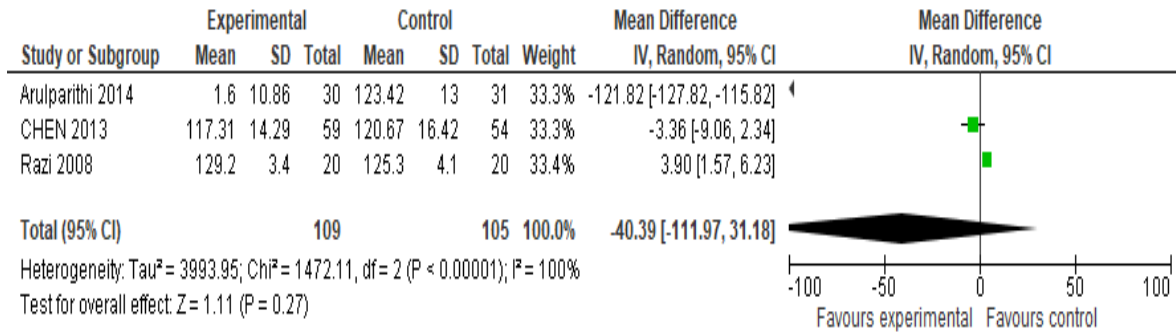 Experimental Control Mean Difference Mean Difference
Study or Subgroup Mean SD Total Mean SD Total Weight IV, Random, 95% CI IV, Random, 95% CI
Arulparithi 2014 1.6 10.86 30 123.42 13 31 33.3% -121.82 [-127.82, -115.82]
CHEN 2013 117.31 14.29 59 120.67 16.42 54 33.3% -3.36 [-9.06, 2.34]
Razi 2008 129.2 3.4 20 125.3 4.1 20 33.4% 3.90 [1.57, 6.23]
Total (95% CI) 109 105 100.0% -40.39 [-111.97, 31.18]
Heterogeneity: Tau² = 3993.95; Chi² = 1472.11, df = 2 (P < 0.00001); I² = 100%
Test for overall effect: Z = 1.11 (P = 0.27)
-100 -50 0 50 100
Favours experimental Favours control